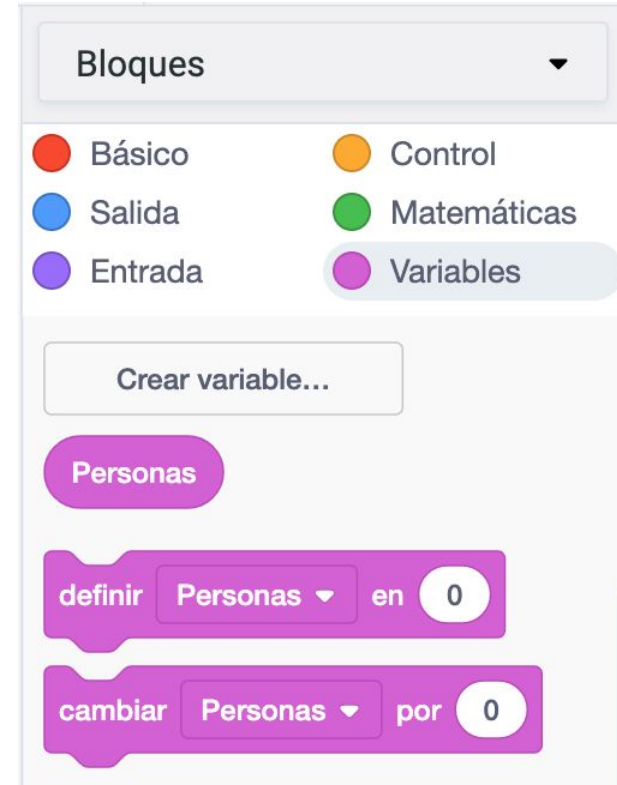 Bloques
Básico Control
Salida Matemáticas
Entrada Variables
Crear variable...
Personas
definir Personas en 0
cambiar Personas por 0